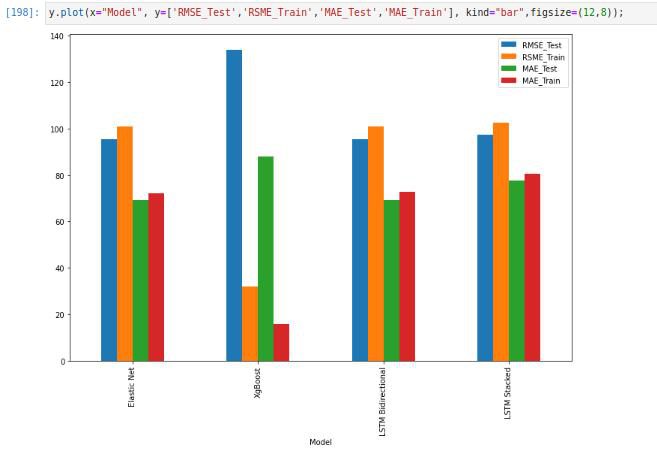 [198]: y.plot(x="Model", y=['RMSE_Test','RSME_Train','MAE_Test','MAE_Train'], kind="bar",figsize=(12,8));
140
120
100
80
60
40
20
0
RMSE_Test
RSME_Train
MAE_Test
MAE_Train
Elastic Net
XgBoost
LSTM Bidirectional
LSTM Stacked
Model